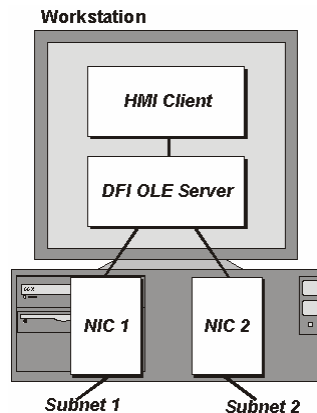 Workstation
HMI Client
DFI OLE Server
NIC 1
NIC 2
Subnet 1
Subnet 2